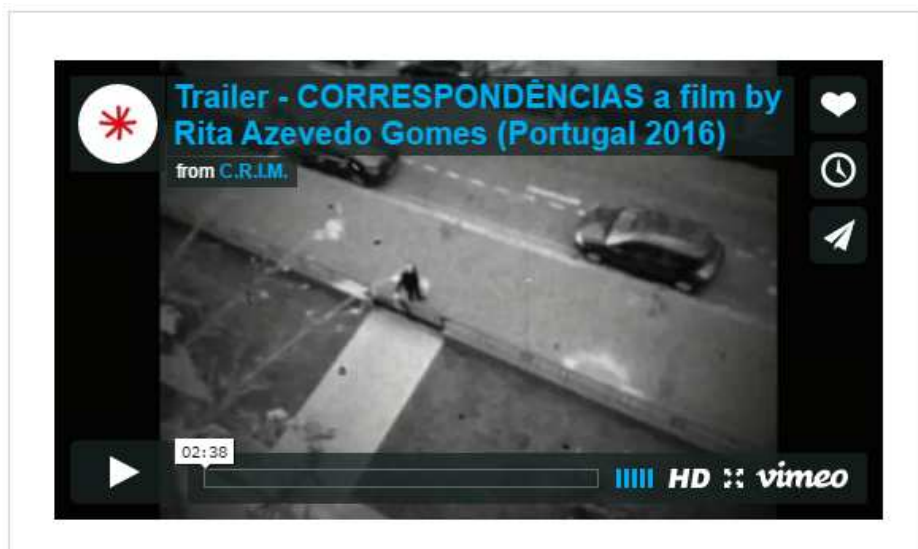 Trailer - CORRESPONDÊNCIAS a film by
Rita Azevedo Gomes (Portugal 2016)
from C.R.I.M.
02:38
HD vimeo